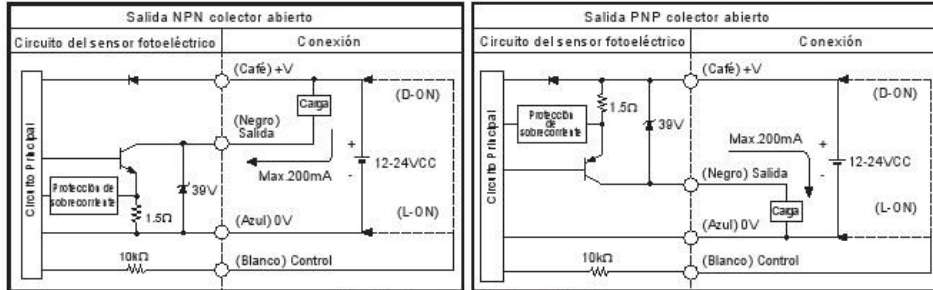 Salida NPN colector abierto
Circuito del sensor fotoeléctrico
Conexión
Circuito Principal
(Café) +V
(D-ON)
Carga
(Negro)
Salida
Max.200mA
+
-
12-24VCC
39V
Protección de
sobrecorriente
1.5Ω
(L-ON)
(Azul) 0V
10kΩ
(Blanco) Control
Salida PNP colector abierto
Circuito del sensor fotoeléctrico
Conexión
Circuito Principal
(Café) +V
(D-ON)
1.5Ω
39V
Protección
de
sobrecorriente
Max.200mA
+
-
12-24VCC
(Negro) Salida
Carga
(L-ON)
(Azul) 0V
10kΩ
(Blanco) Control